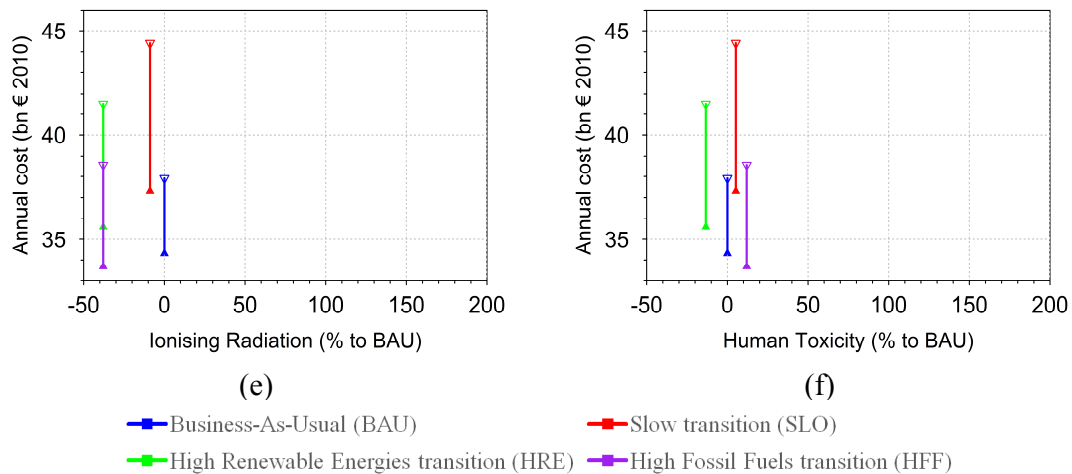 Annual cost (bn € 2010)
45
40
35
-50 0 50 100 150 200
Ionising Radiation (% to BAU)
(e)
Annual cost (bn € 2010)
45
40
35
-50 0 50 100 150 200
Human Toxicity (% to BAU)
(f)
Business-As-Usual (BAU)
Slow transition (SLO)
High Renewable Energies transition (HRE)
High Fossil Fuels transition (HFF)